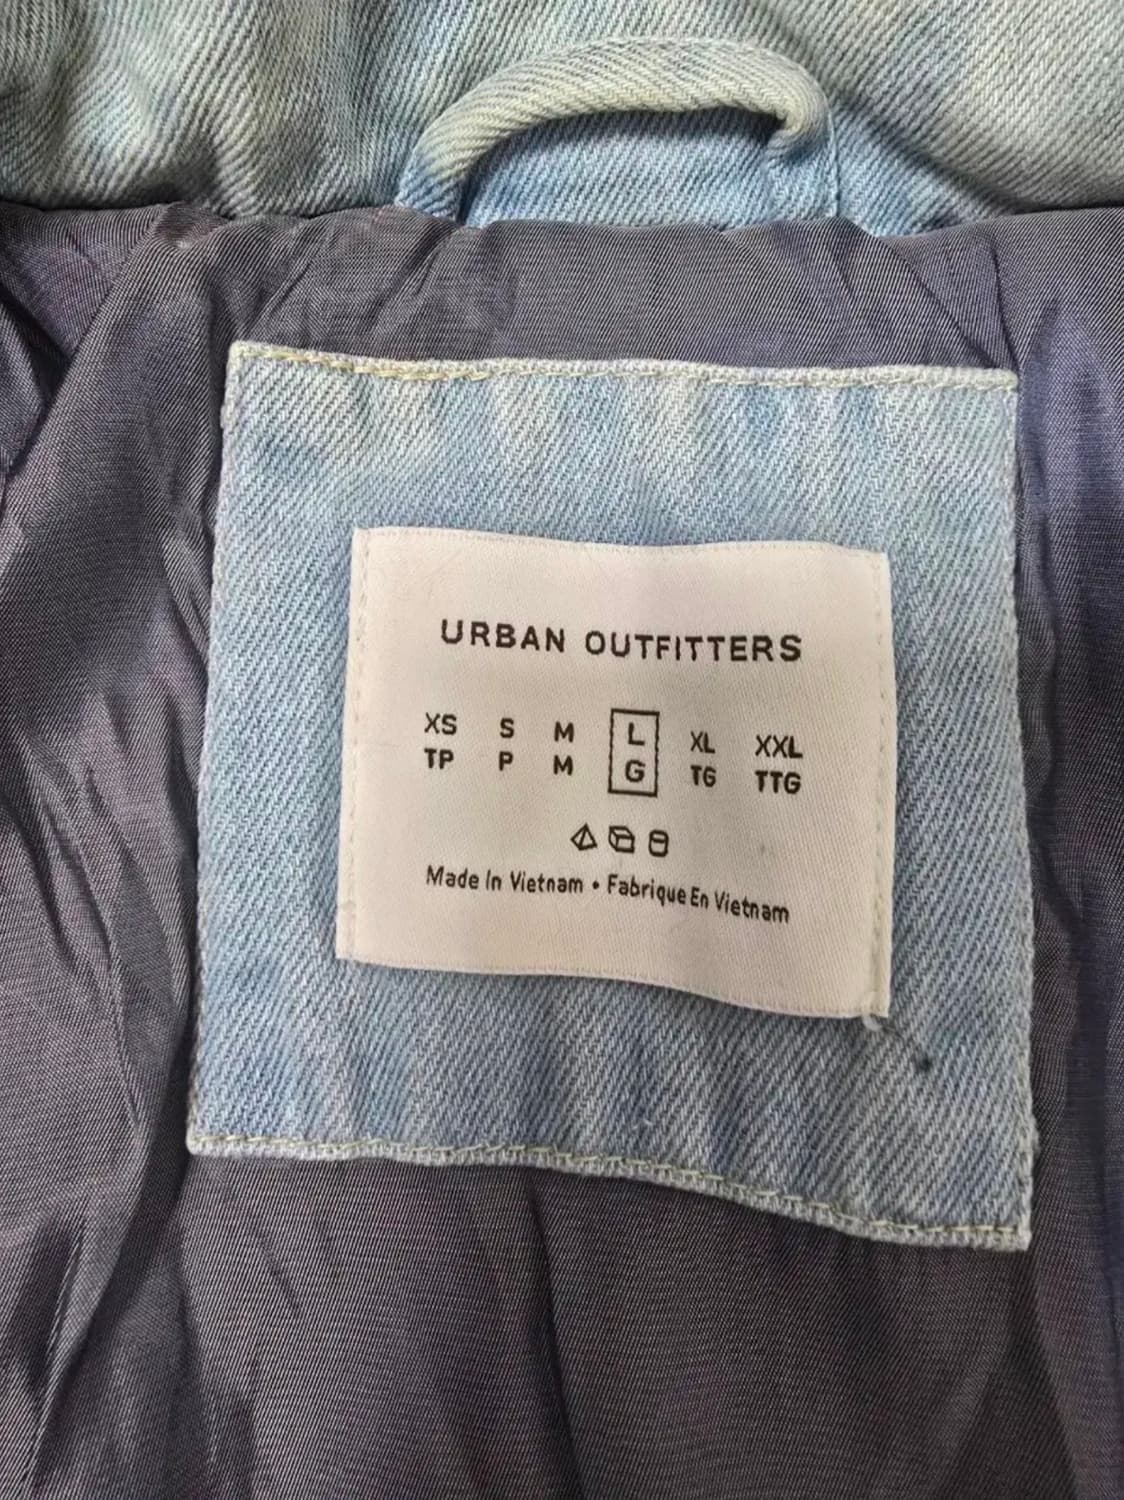 URBAN OUTFITTERS
XS S M L XL XXL
TP P M G TG TTG
Made In Vietnam • Fabrique En Vietnam